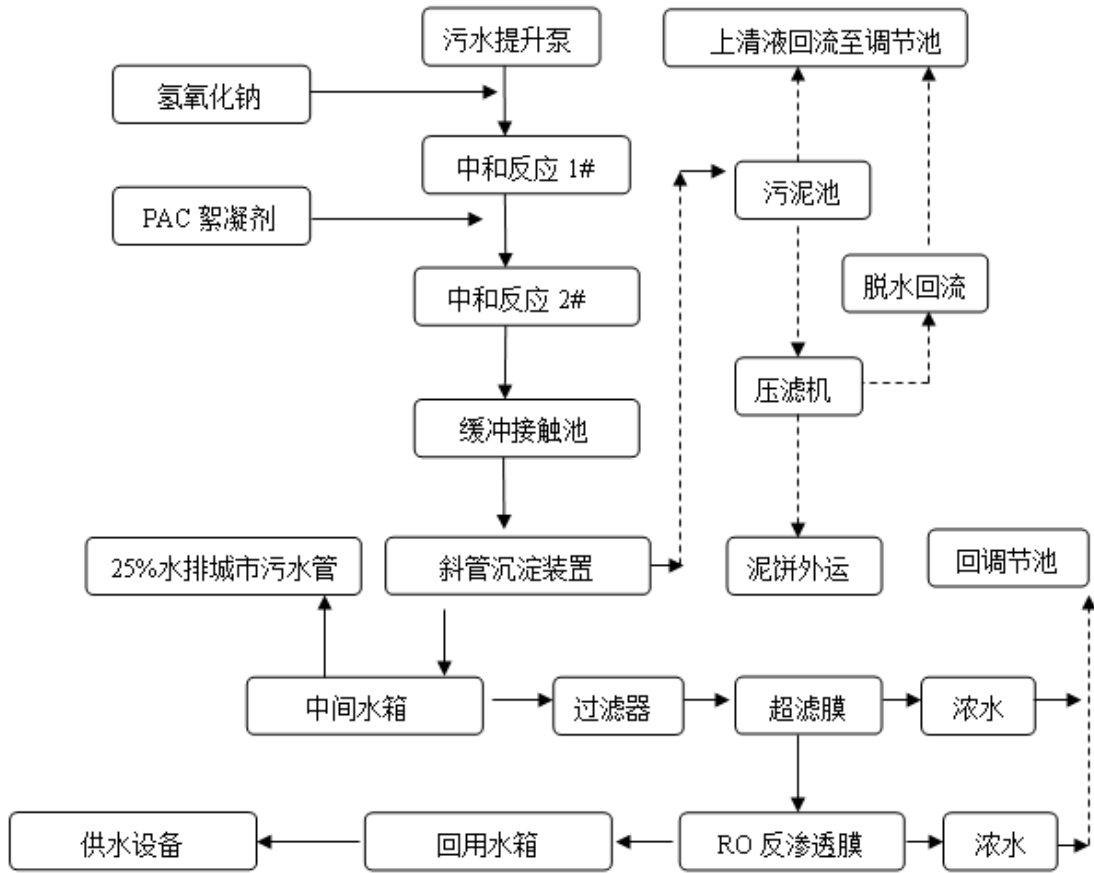 污水提升泵
上清液回流至调节池
氢氧化钠
中和反应 1#
污泥池
PAC 絮凝剂
中和反应 2#
脱水回流
压滤机
缓冲接触池
25%水排城市污水管
斜管沉淀装置
泥饼外运
回调节池
中间水箱
过滤器
超滤膜
浓水
供水设备
回用水箱
RO 反渗透膜
浓水